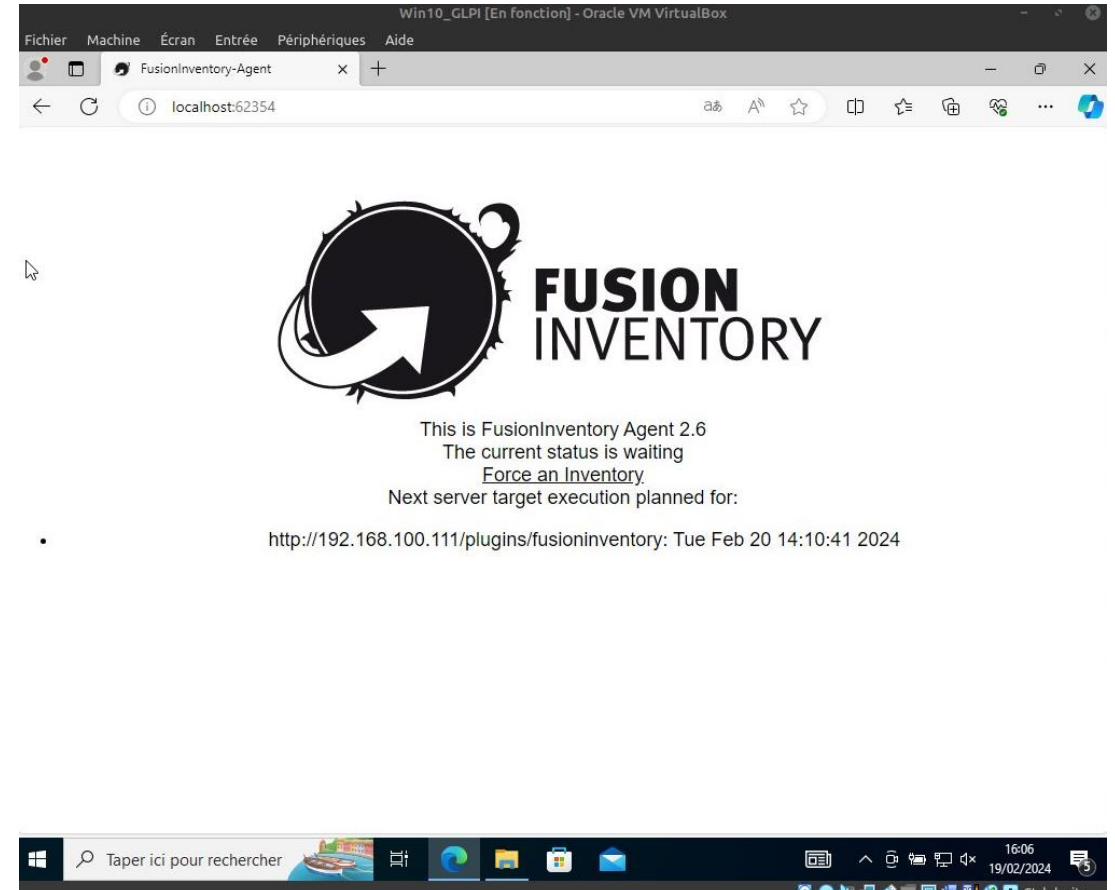 Win10_GLPI [En fonction] - Oracle VM VirtualBox
Fichier Machine Écran Entrée Périphériques Aide
FusionInventory-Agent
localhost:62354
FUSION
INVENTORY
This is FusionInventory Agent 2.6
The current status is waiting
Force an Inventory
Next server target execution planned for:
• http://192.168.100.111/plugins/fusioninventory: Tue Feb 20 14:10:41 2024
Taper ici pour rechercher
16:06
19/02/2024
5